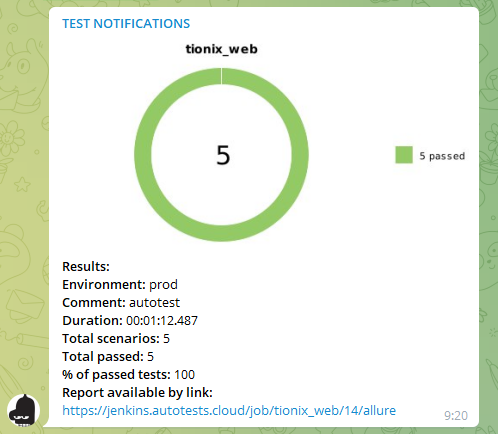 TEST NOTIFICATIONS
tionix_web
5
5 passed
Results:
Environment: prod
Comment: autotest
Duration: 00:01:12.487
Total scenarios: 5
Total passed: 5
% of passed tests: 100
Report available by link:
https://jenkins.autotests.cloud/job/tionix_web/14/allure
9:20